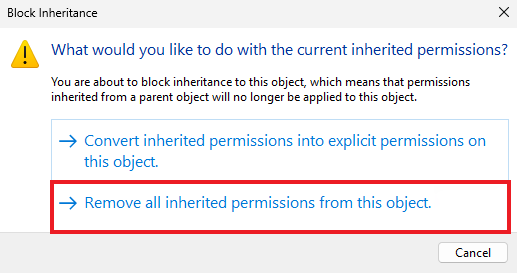 Block Inheritance
What would you like to do with the current inherited permissions?
You are about to block inheritance to this object, which means that permissions
inherited from a parent object will no longer be applied to this object.
Convert inherited permissions into explicit permissions on
this object.
Remove all inherited permissions from this object.
Cancel